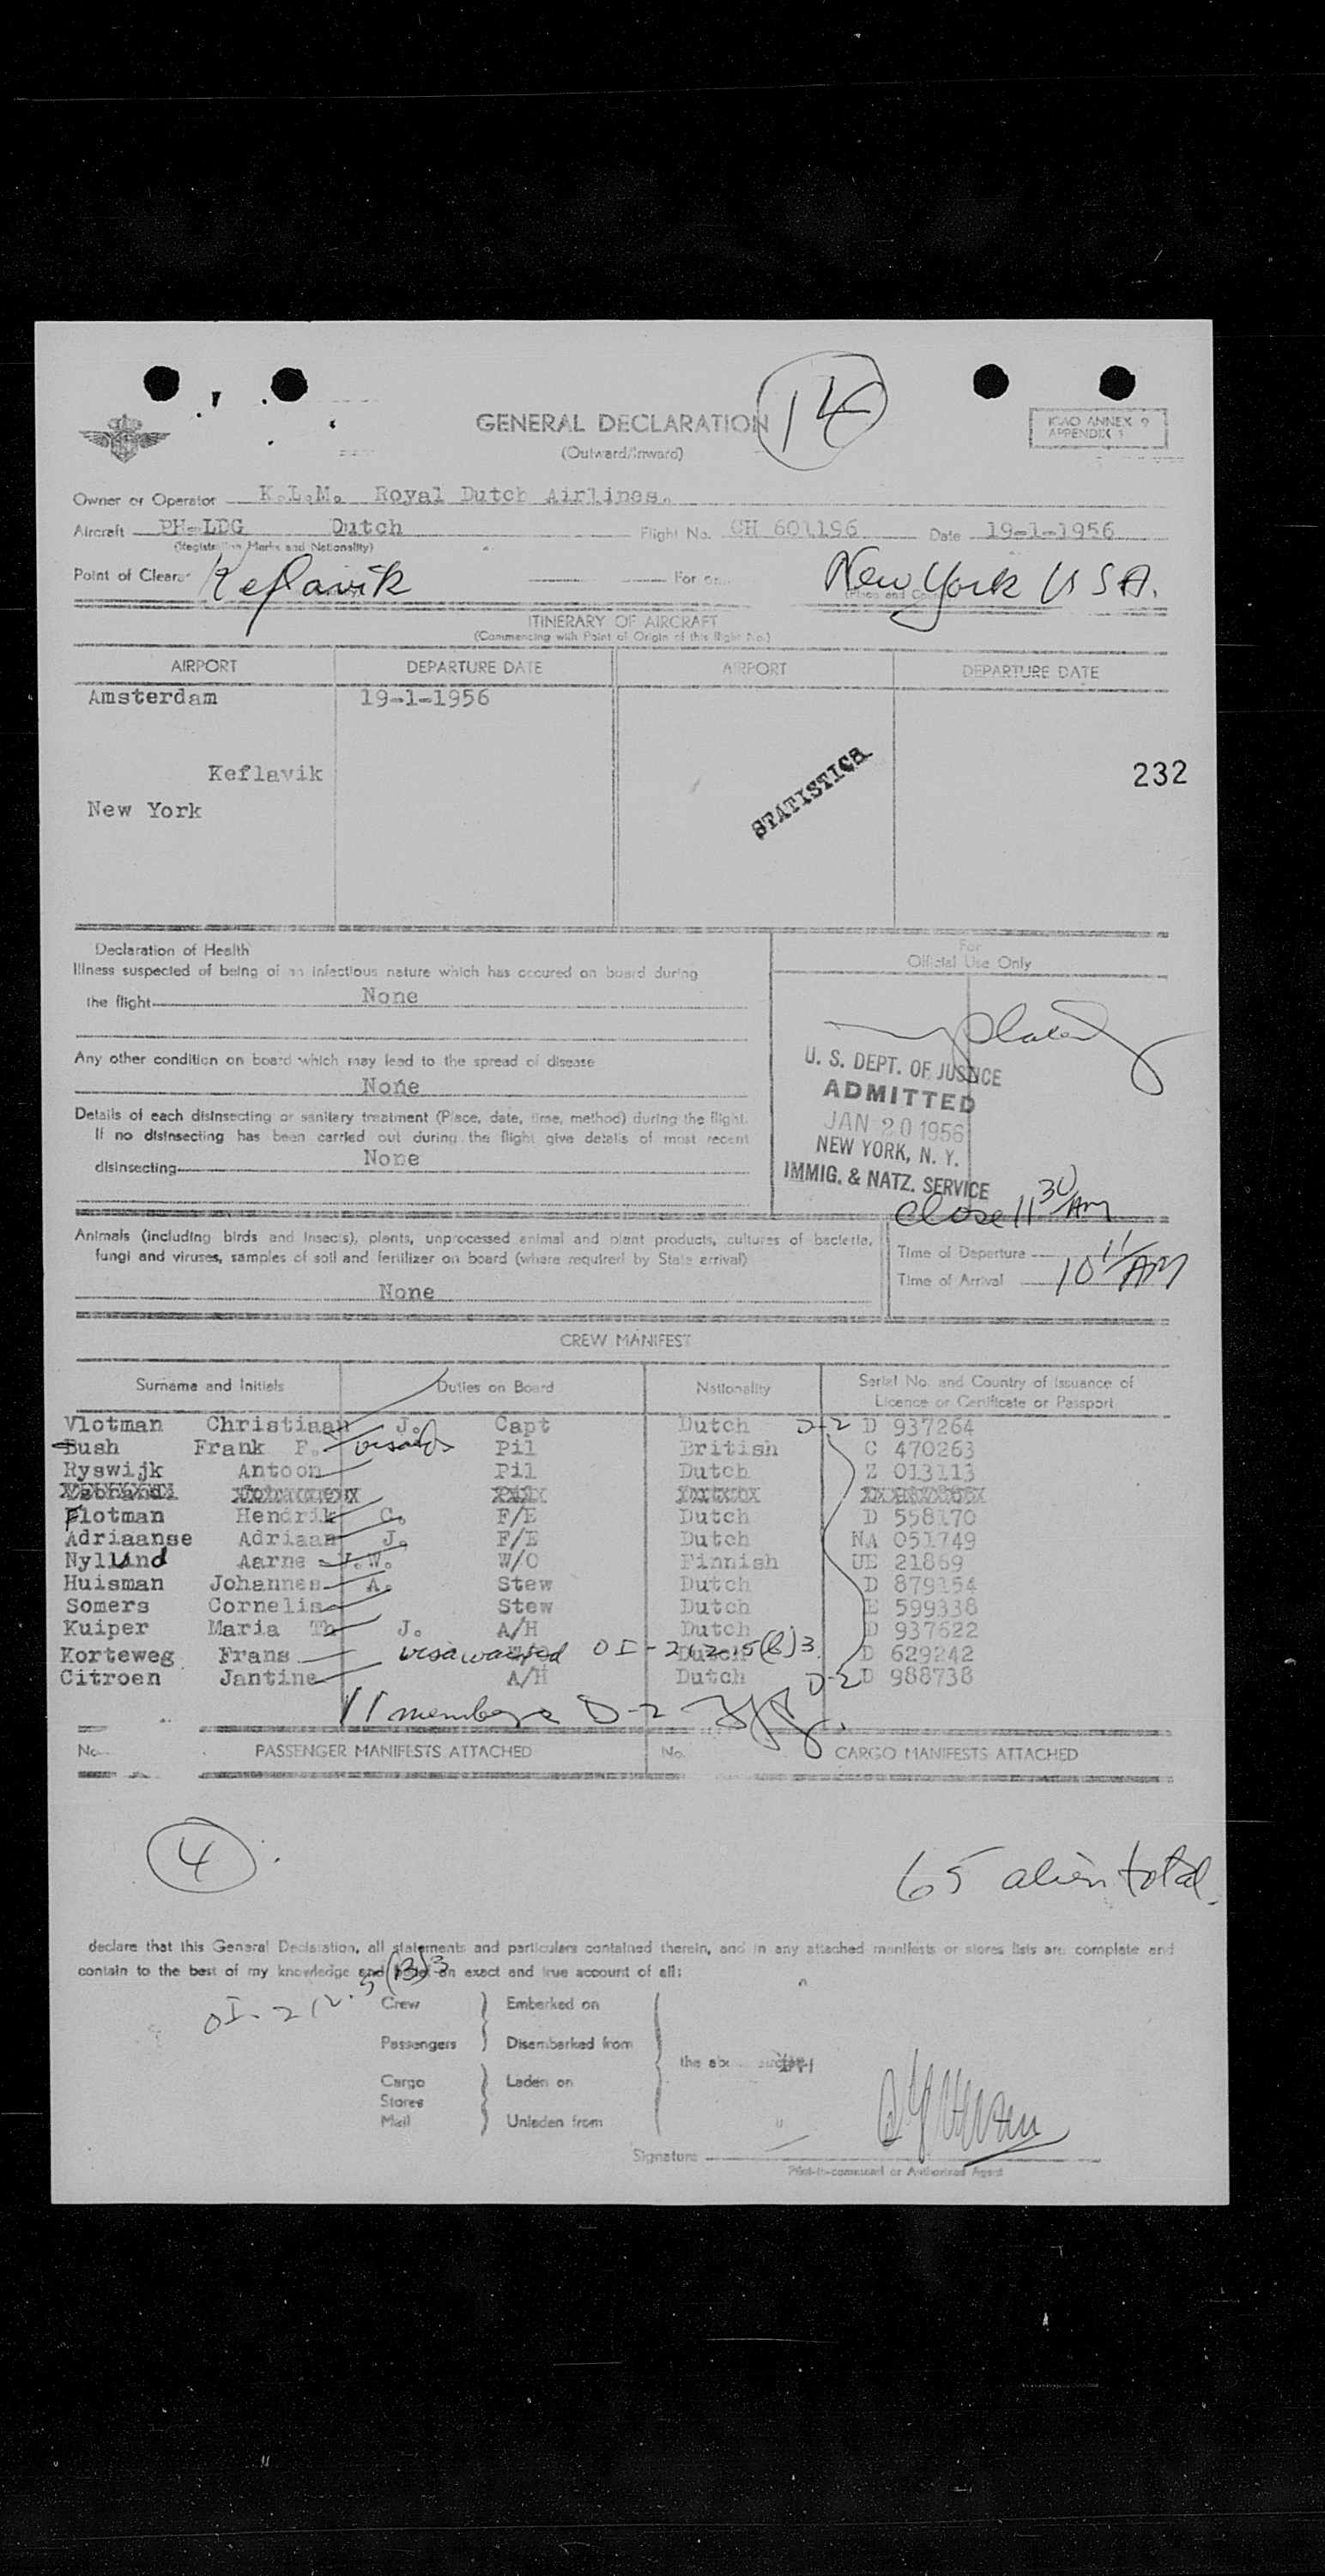 14
GENERAL DECLARATION
(Outward/Inward)
ICAO ANNEX 9
APPENDIX 1
Owner or Operator K.L.M. Royal Dutch Airlines.
Aircraft PH-LDG Dutch Flight No. CH 601196 Date 19-1-1956
(Registration Marks and Nationality)
Point of Clear. Keflavik For New York USA.
ITINERARY OF AIRCRAFT
(Commencing with Point of Origin of this flight No.)
AIRPORT DEPARTURE DATE AIRPORT DEPARTURE DATE
Amsterdam 19-1-1956
STATISTICS
Keflavik 232
New York
Declaration of Health
For
Official Use Only
Illness suspected of being of an infectious nature which has occured on board during
the flight None
Any other condition on board which may lead to the spread of disease
None
Details of each disinsecting or sanitary treatment (Place, date, time, method) during the flight.
If no disinsecting has been carried out during the flight give details of most recent
disinsecting None
U. S. DEPT. OF JUSTICE
ADMITTED
JAN 20 1956
NEW YORK, N. Y.
IMMIG. & NATZ. SERVICE
Close 11 30 AM
Animals (including birds and insects), plants, unprocessed animal and plant products, cultures of bacteria,
fungi and viruses, samples of soil and fertilizer on board (where required by State arrival)
None
Time of Departure
Time of Arrival 10 11 AM
CREW MANIFEST
Surname and Initials Duties on Board Nationality Serial No. and Country of Issuance of
Licence or Certificate or Passport
Vlotman Christiaan J. Capt Dutch D-2 D 937264
Bush Frank F. Pil British C 470263
Ryswijk Antoon Pil Dutch Z 013113
Flotman Hendrik C. F/E Dutch D 558170
Adriaanse Adriaan J. F/E Dutch NA 051749
Nyllund Aarne V.W. W/O Finnish UE 21869
Huisman Johannes A. Stew Dutch D 879154
Somers Cornelis Stew Dutch E 599338
Kuiper Maria Th J. A/H Dutch D 937622
Korteweg Frans visa waived OI-212.5(b)3 Dutch D 629242
Citroen Jantine A/H Dutch D-2 D 988738
11 members D-2
No. PASSENGER MANIFESTS ATTACHED No. CARGO MANIFESTS ATTACHED
4
65 alien total
declare that this General Declaration, all statements and particulars contained therein, and in any attached manifests or stores lists are complete and
contain to the best of my knowledge and belief an exact and true account of all:
OI-212.5(B)3
Crew Embarked on
Passengers Disembarked from
the
Cargo Laden on
Stores
Mail Unladen from
Signature
Pilot-in-command or Authorised Agent